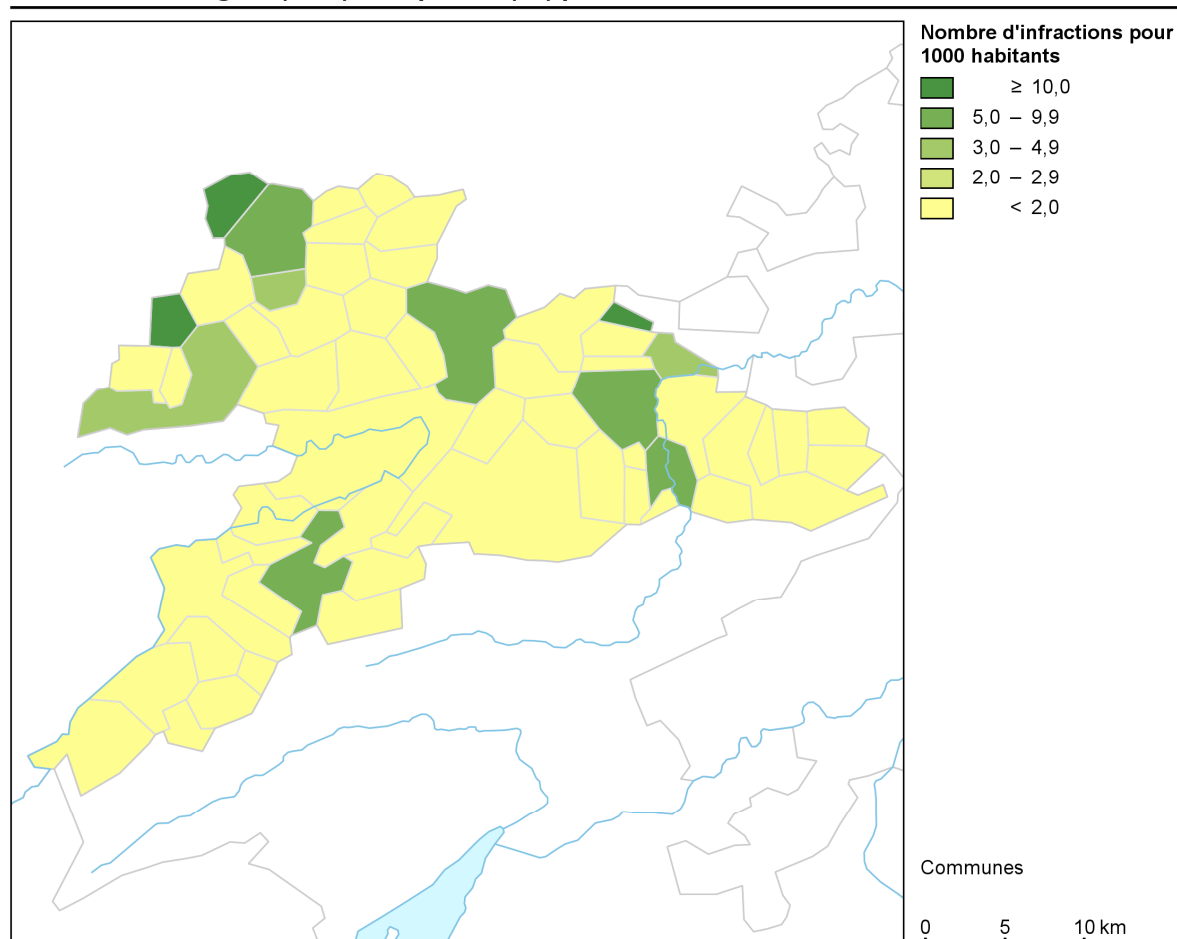 Nombre d'infractions pour
1000 habitants
≥ 10,0
5,0 – 9,9
3,0 – 4,9
2,0 – 2,9
< 2,0
Communes
0 5 10 km